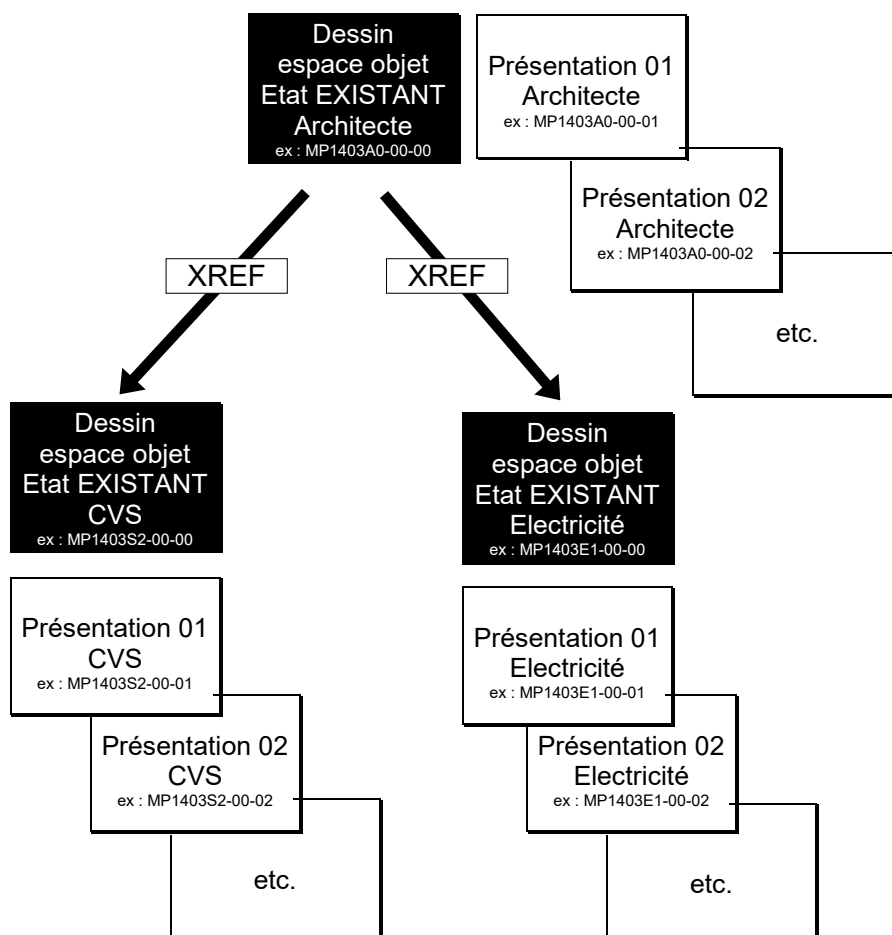 Dessin
espace objet
Etat EXISTANT
Architecte
ex : MP1403A0-00-00
Présentation 01
Architecte
ex : MP1403A0-00-01
Présentation 02
Architecte
ex : MP1403A0-00-02
etc.
XREF
XREF
Dessin
espace objet
Etat EXISTANT
CVS
ex : MP1403S2-00-00
Dessin
espace objet
Etat EXISTANT
Electricité
ex : MP1403E1-00-00
Présentation 01
CVS
ex : MP1403S2-00-01
Présentation 02
CVS
ex : MP1403S2-00-02
etc.
Présentation 01
Electricité
ex : MP1403E1-00-01
Présentation 02
Electricité
ex : MP1403E1-00-02
etc.